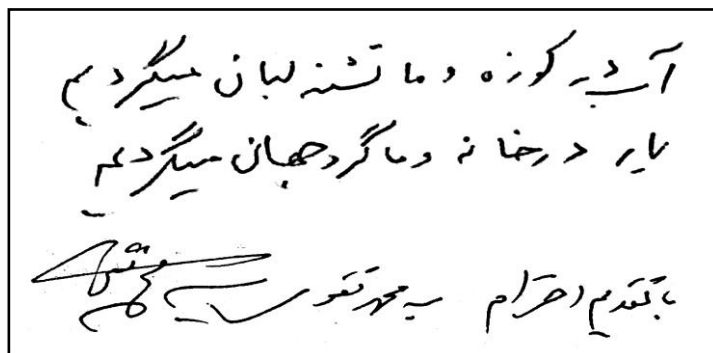 آب در کوزه و ما تشنه لبان میگردیم
یار در خانه و ما گرد جهان میگردیم
با تقدیم احترام سید محمد تقوی